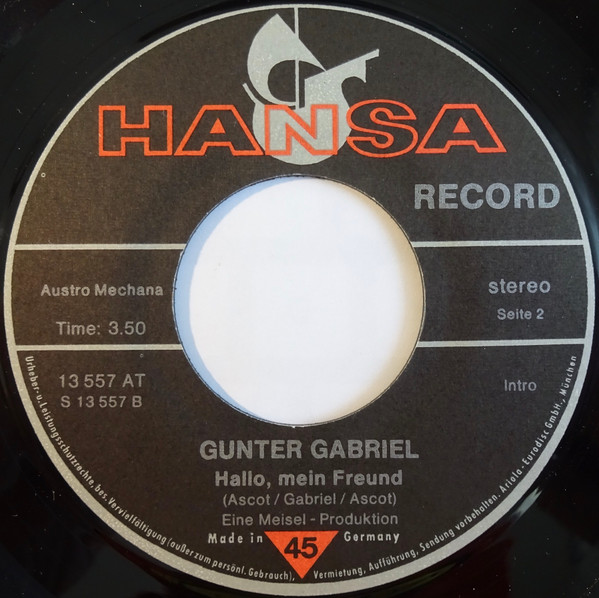 HANSA
RECORD
Austro Mechana
stereo
Seite 2
Time: 3.50
13 557 AT
S 13 557 B
Intro
GUNTER GABRIEL
Hallo, mein Freund
(Ascot / Gabriel / Ascot)
Eine Meisel - Produktion
Made in 45 Germany
Urheber- u. Leistungsschutzrechte, bes. Vervielfältigung (außer zum persönl. Gebrauch), Vermietung, Aufführung, Sendung vorbehalten. Ariola - Eurodisc GmbH., München